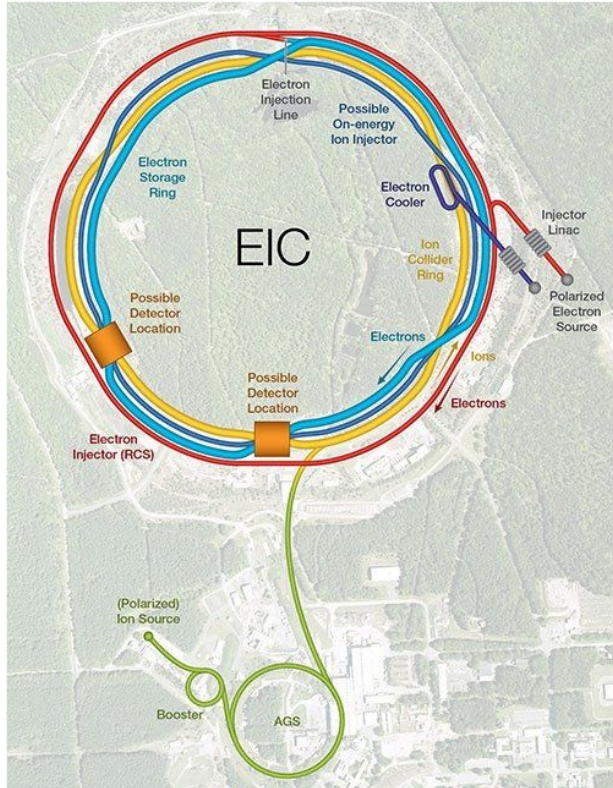 Electron
Injection
Line
Possible
On-energy
Ion Injector
Electron
Storage
Ring
Electron
Cooler
Injector
Linac
EIC
Ion
Collider
Ring
Polarized
Electron
Source
Possible
Detector
Location
Electrons
Ions
Possible
Detector
Location
Electrons
Electron
Injector (RCS)
(Polarized)
Ion Source
Booster
AGS